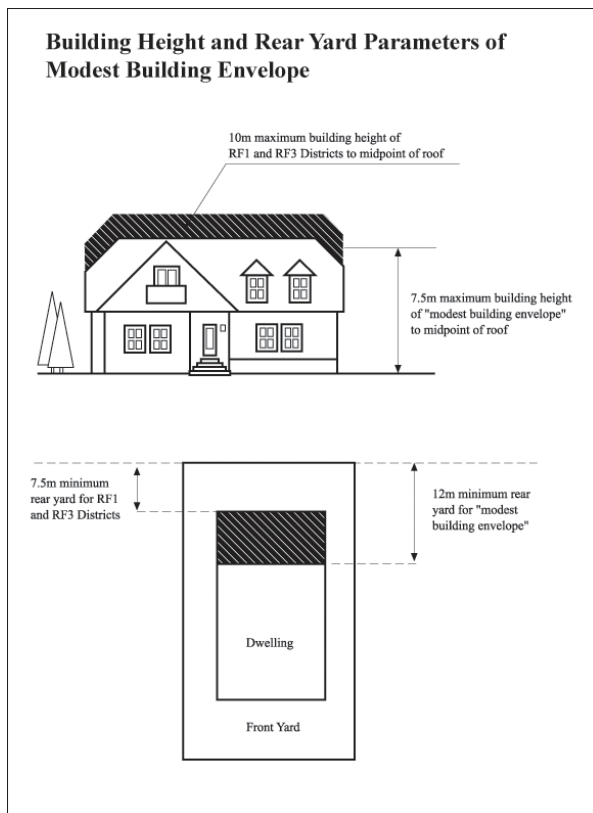 Building Height and Rear Yard Parameters of
Modest Building Envelope
10m maximum building height of
RF1 and RF3 Districts to midpoint of roof
7.5m maximum building height
of "modest building envelope"
to midpoint of roof
7.5m minimum
rear yard for RF1
and RF3 Districts
12m minimum rear
yard for "modest
building envelope"
Dwelling
Front Yard